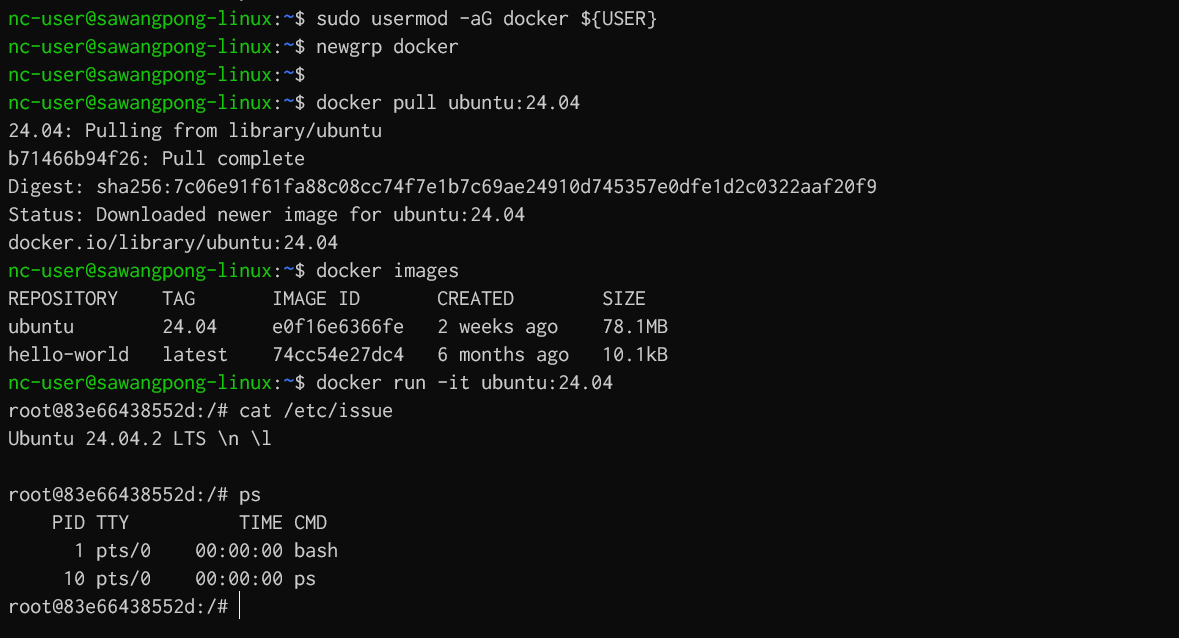 nc-user@sawangpong-linux:~$ sudo usermod -aG docker ${USER}
nc-user@sawangpong-linux:~$ newgrp docker
nc-user@sawangpong-linux:~$
nc-user@sawangpong-linux:~$ docker pull ubuntu:24.04
24.04: Pulling from library/ubuntu
b71466b94f26: Pull complete
Digest: sha256:7c06e91f61fa88c08cc74f7e1b7c69ae24910d745357e0dfe1d2c0322aaf20f9
Status: Downloaded newer image for ubuntu:24.04
docker.io/library/ubuntu:24.04
nc-user@sawangpong-linux:~$ docker images
REPOSITORY    TAG       IMAGE ID       CREATED        SIZE
ubuntu        24.04     e0f16e6366fe   2 weeks ago    78.1MB
hello-world   latest    74cc54e27dc4   6 months ago   10.1kB
nc-user@sawangpong-linux:~$ docker run -it ubuntu:24.04
root@83e66438552d:/# cat /etc/issue
Ubuntu 24.04.2 LTS \n \l

root@83e66438552d:/# ps
    PID TTY          TIME CMD
      1 pts/0    00:00:00 bash
     10 pts/0    00:00:00 ps
root@83e66438552d:/#